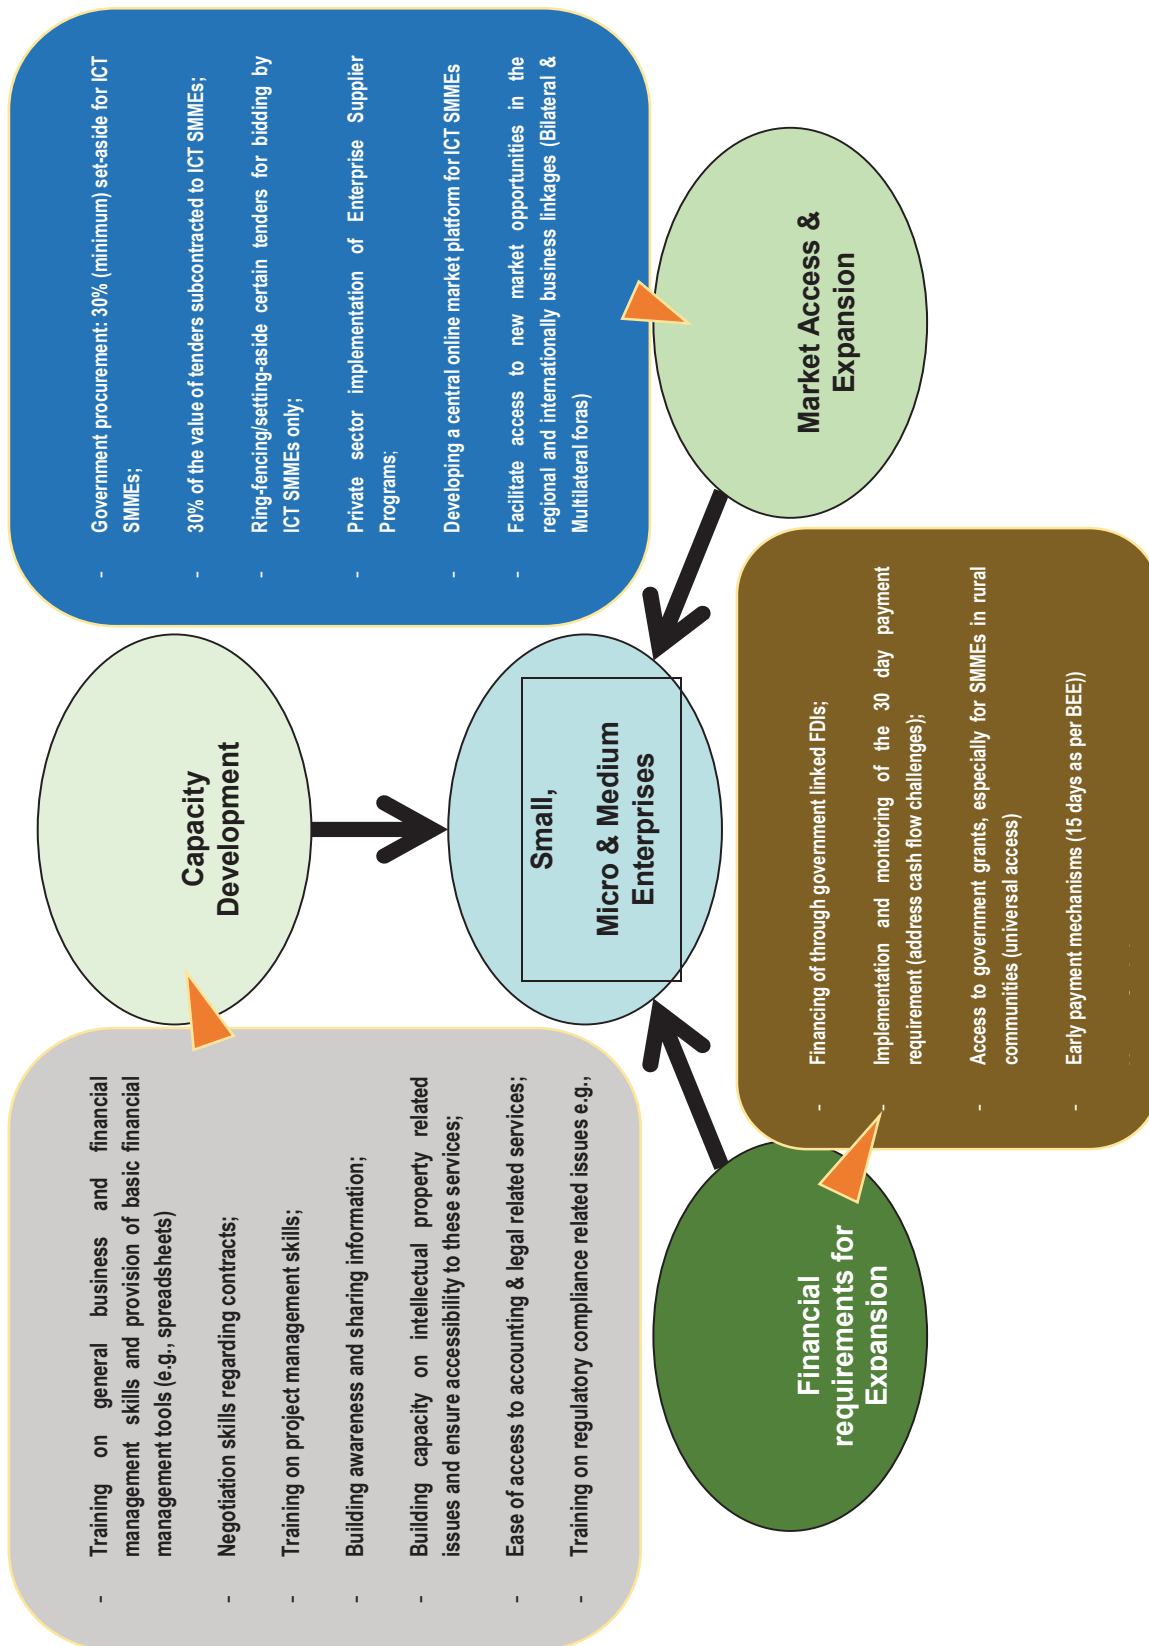 Training on general business and financial
management skills and provision of basic financial
management tools (e.g., spreadsheets)
- Negotiation skills regarding contracts;
- Training on project management skills;
- Building awareness and sharing information;
- Building capacity on intellectual property related
issues and ensure accessibility to these services;
- Ease of access to accounting & legal related services;
- Training on regulatory compliance related issues e.g.,
Capacity
Development
- Government procurement: 30% (minimum) set-aside for ICT
SMMEs;
- 30% of the value of tenders subcontracted to ICT SMMEs;
- Ring-fencing/setting-aside certain tenders for bidding by
ICT SMMEs only;
- Private sector implementation of Enterprise Supplier
Programs;
- Developing a central online market platform for ICT SMMEs
- Facilitate access to new market opportunities in the
regional and internationally business linkages (Bilateral &
Multilateral foras)
Small,
Micro & Medium
Enterprises
Financial
requirements for
Expansion
- Financing of through government linked FDIs;
- Implementation and monitoring of the 30 day payment
requirement (address cash flow challenges);
- Access to government grants, especially for SMMEs in rural
communities (universal access)
- Early payment mechanisms (15 days as per BEE))
Market Access &
Expansion